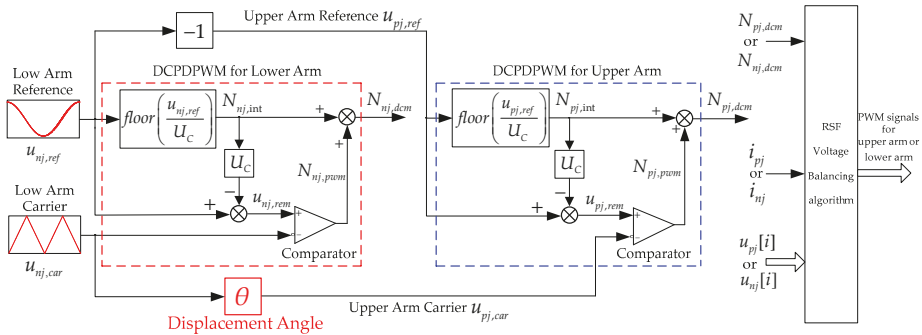 Upper Arm Reference u_{pj,ref}
−1
Low Arm
Reference
u_{nj,ref}
DCPDPWM for Lower Arm
floor(u_{nj,ref}/U_C)
N_{nj,int}
+
N_{nj,dcm}
+
U_C
N_{nj,pwm}
−
+
u_{nj,rem}
+
−
Comparator
Low Arm
Carrier
u_{nj,car}
θ
Displacement Angle
Upper Arm Carrier u_{pj,car}
DCPDPWM for Upper Arm
floor(u_{pj,ref}/U_C)
N_{pj,int}
+
N_{pj,dcm}
+
U_C
N_{pj,pwm}
−
+
u_{pj,rem}
+
−
Comparator
N_{pj,dcm}
or
N_{nj,dcm}
i_{pj}
or
i_{nj}
u_{pj}[i]
or
u_{nj}[i]
RSF
Voltage
Balancing
algorithm
PWM signals
for
upper arm or
lower arm